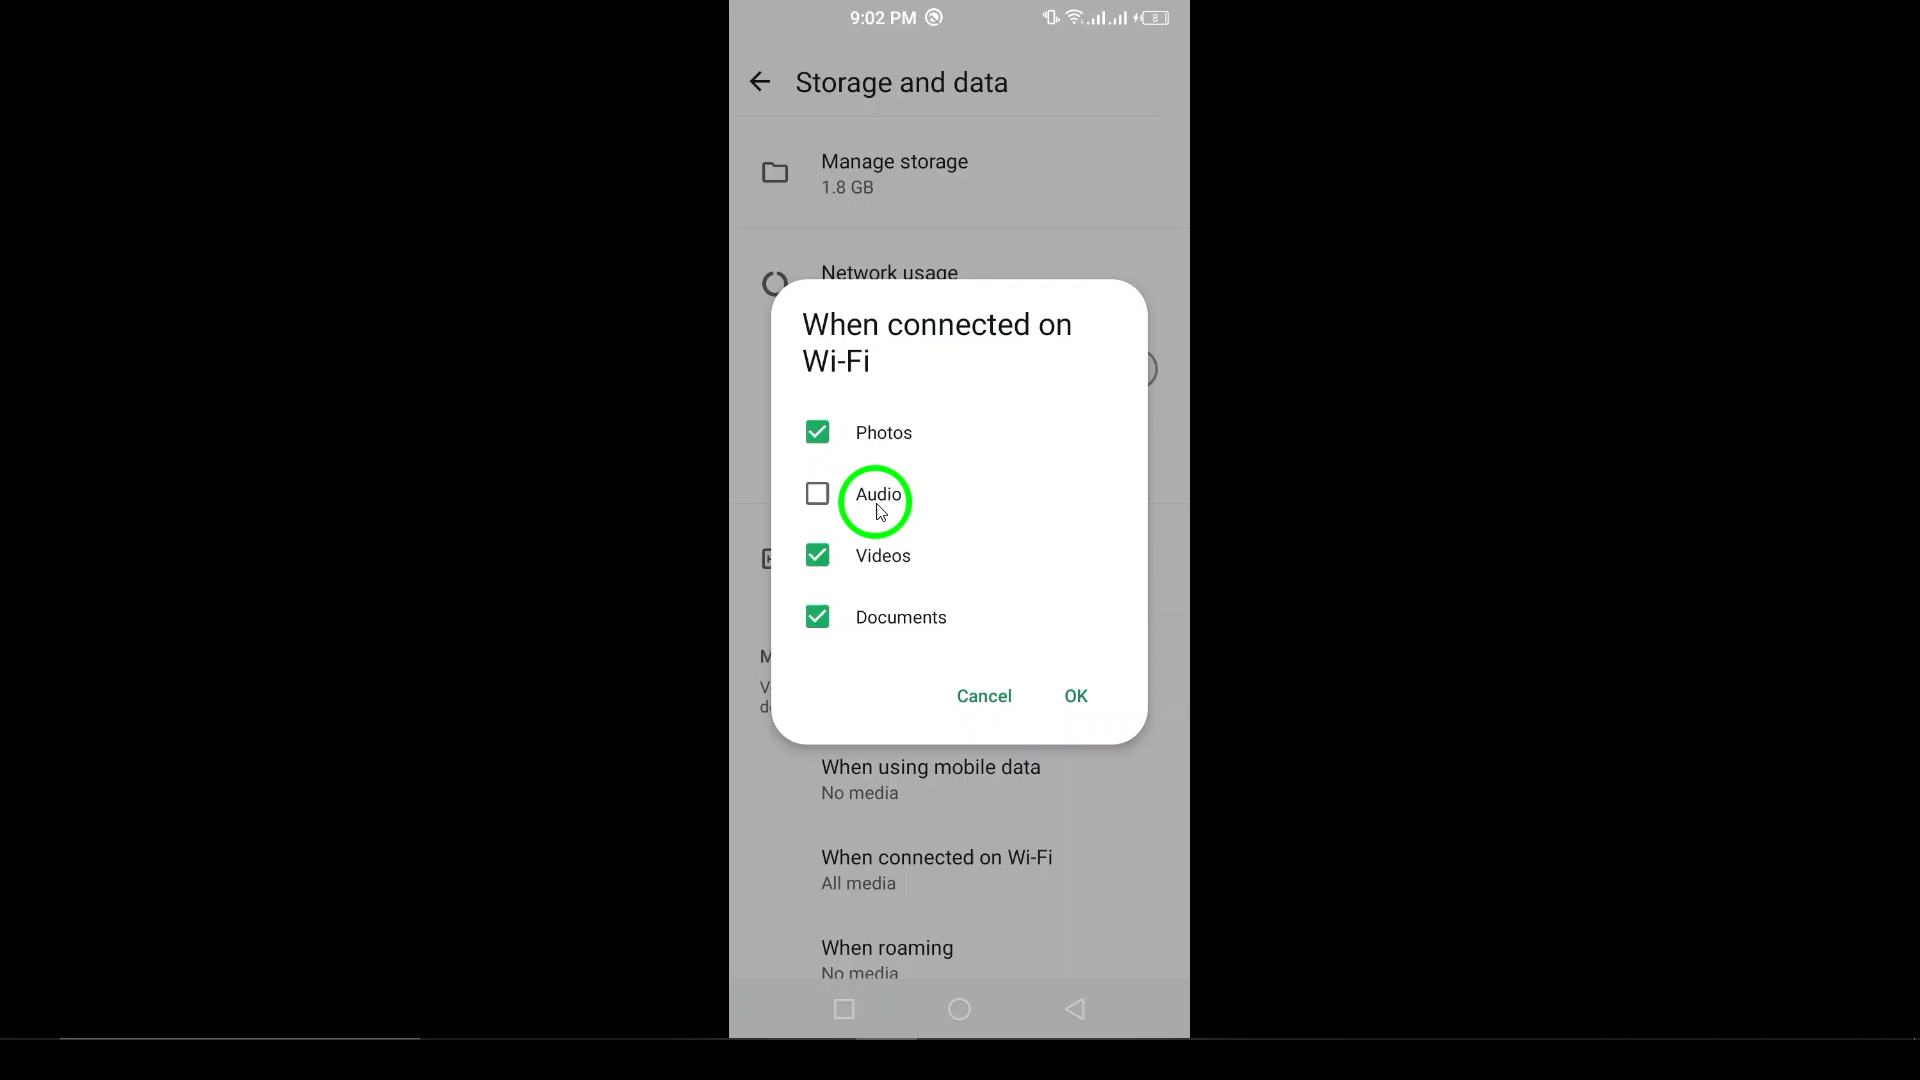 9:02 PM
8
Storage and data
Manage storage
1.8 GB
Network usage
When connected on
Wi-Fi
Photos
Audio
Videos
Documents
M
V
d
Cancel
OK
When using mobile data
No media
When connected on Wi-Fi
All media
When roaming
No media